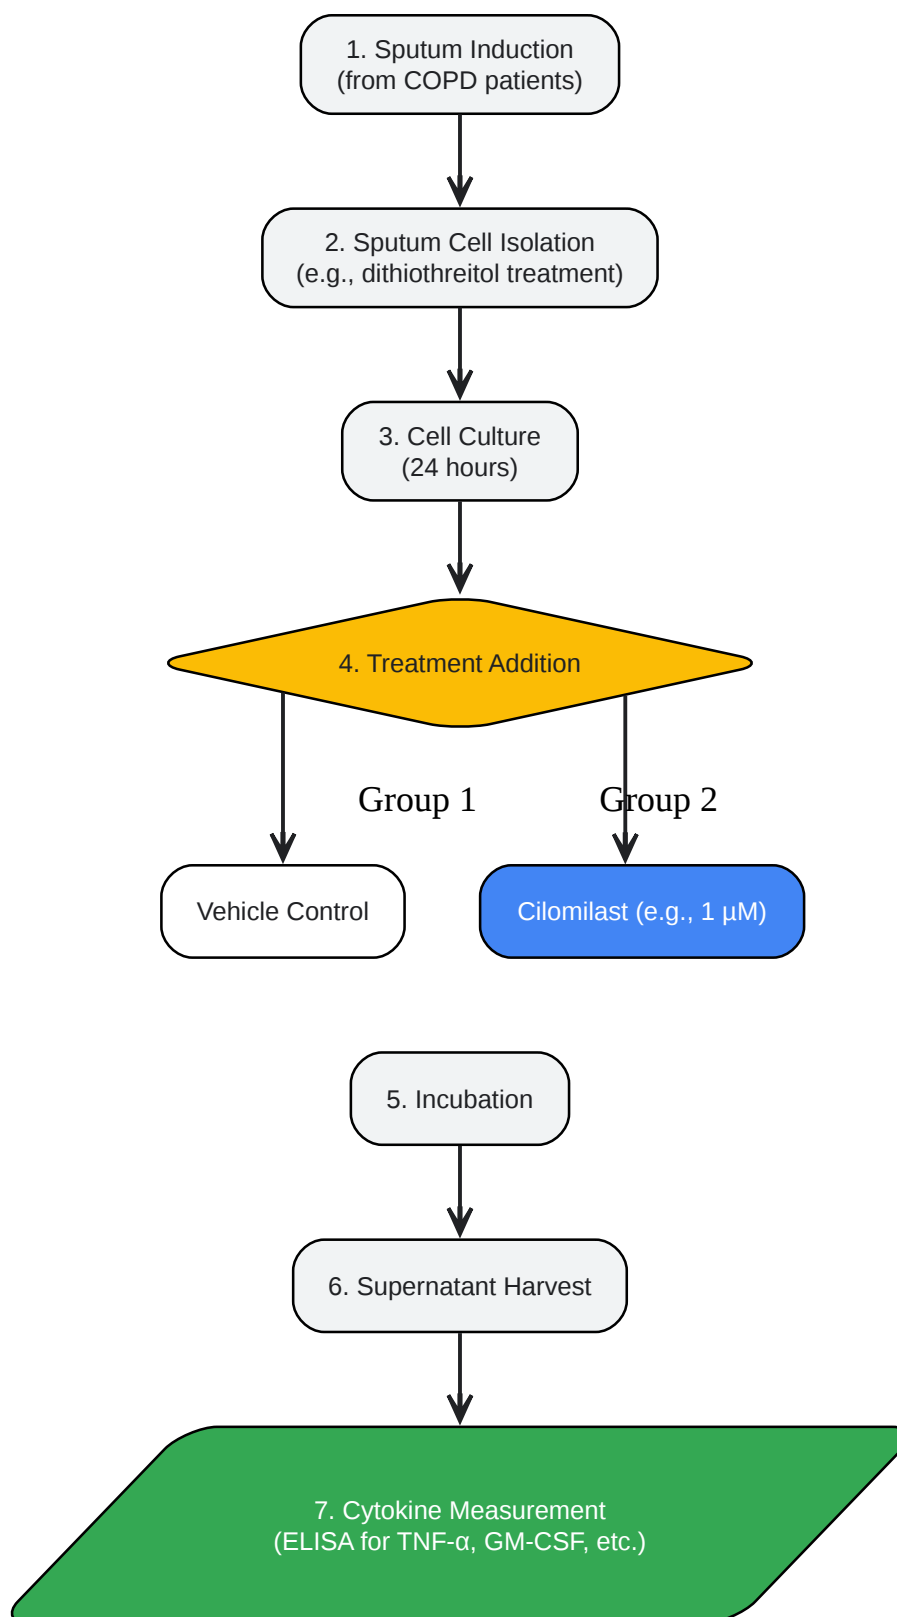 1. Sputum Induction
(from COPD patients)
2. Sputum Cell Isolation
(e.g., dithiothreitol treatment)
3. Cell Culture
(24 hours)
4. Treatment Addition
Group 1
Group 2
Vehicle Control
Cilomilast (e.g., 1 µM)
5. Incubation
6. Supernatant Harvest
7. Cytokine Measurement
(ELISA for TNF-α, GM-CSF, etc.)